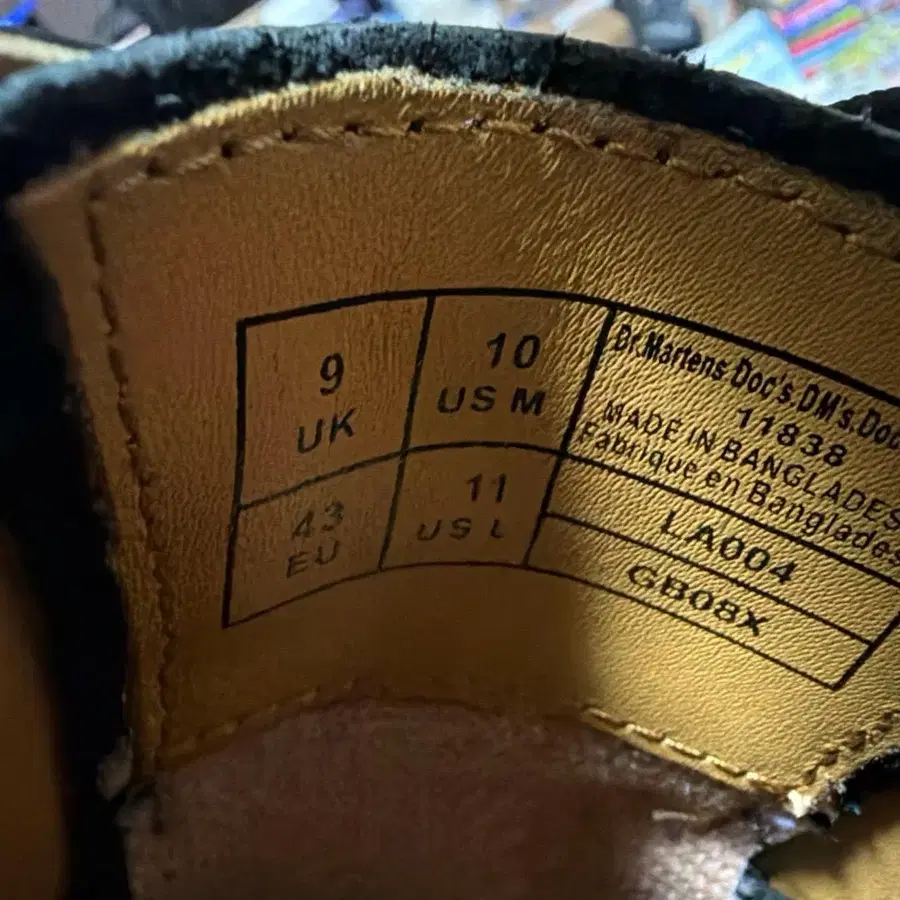 9
UK
10
US M
43
EU
11
US L
Dr.Martens Doc's.DM's.Doc
11838
MADE IN BANGLADES
Fabrique en Banglades
LA004
GB08X